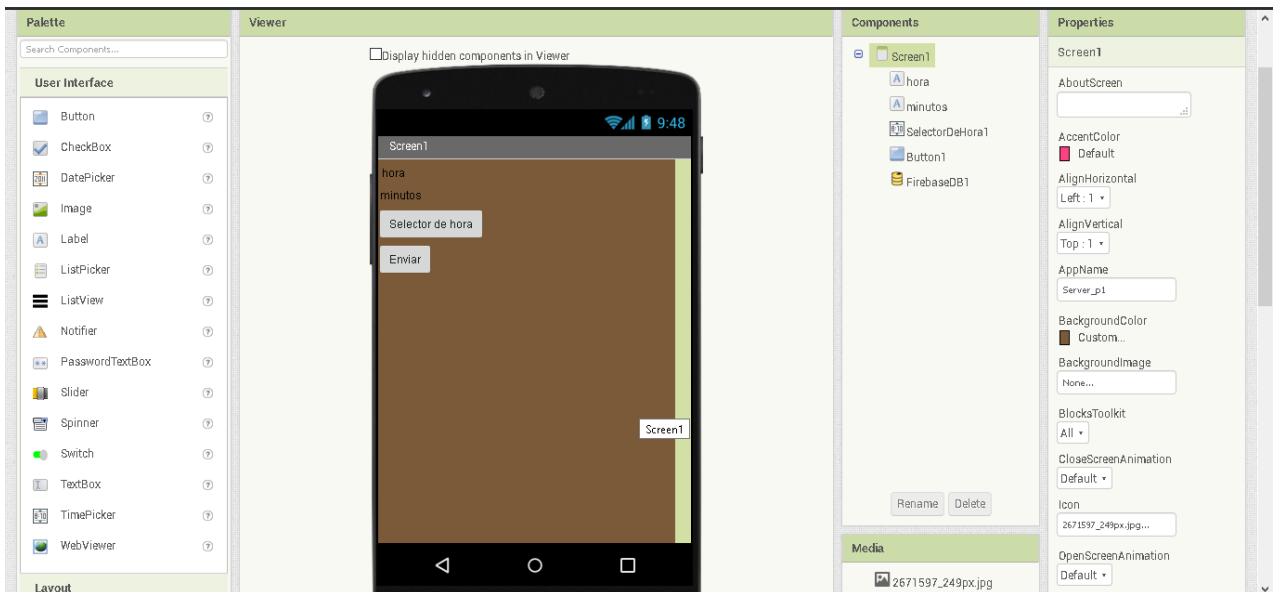 Palette
Search Components...
User Interface
Button
CheckBox
DatePicker
Image
Label
ListPicker
ListView
Notifier
PasswordTextBox
Slider
Spinner
Switch
TextBox
TimePicker
WebViewer
Layout
Viewer
Display hidden components in Viewer
9:48
Screen1
hora
minutos
Selector de hora
Enviar
Screen1
Components
Screen1
hora
minutos
SelectorDeHora1
Button1
FirebaseDB1
Rename Delete
Media
2671597_249px.jpg
Properties
Screen1
AboutScreen
AccentColor
Default
AlignHorizontal
Left : 1
AlignVertical
Top : 1
AppName
Server_p1
BackgroundColor
Custom...
BackgroundImage
None...
BlocksToolkit
All
CloseScreenAnimation
Default
Icon
2671597_249px.jpg...
OpenScreenAnimation
Default